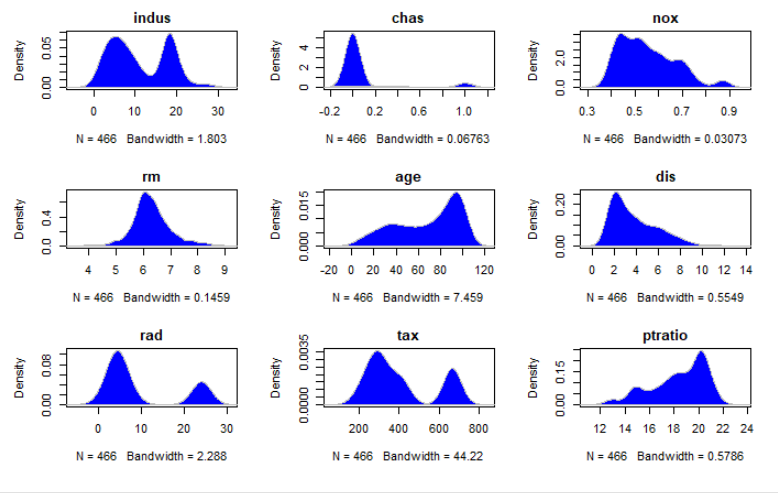 indus chas nox
Density 0.00 0.05
0 10 20 30
N = 466 Bandwidth = 1.803
Density 0 2 4
-0.2 0.2 0.6 1.0
N = 466 Bandwidth = 0.06763
Density 0.0 2.0
0.3 0.5 0.7 0.9
N = 466 Bandwidth = 0.03073
rm age dis
Density 0.0 0.4
4 5 6 7 8 9
N = 466 Bandwidth = 0.1459
Density 0.000 0.015
-20 0 20 40 60 80 120
N = 466 Bandwidth = 7.459
Density 0.00 0.20
0 2 4 6 8 10 12 14
N = 466 Bandwidth = 0.5549
rad tax ptratio
Density 0.00 0.08
0 10 20 30
N = 466 Bandwidth = 2.288
Density 0.0000 0.0035
200 400 600 800
N = 466 Bandwidth = 44.22
Density 0.00 0.15
12 14 16 18 20 22 24
N = 466 Bandwidth = 0.5786